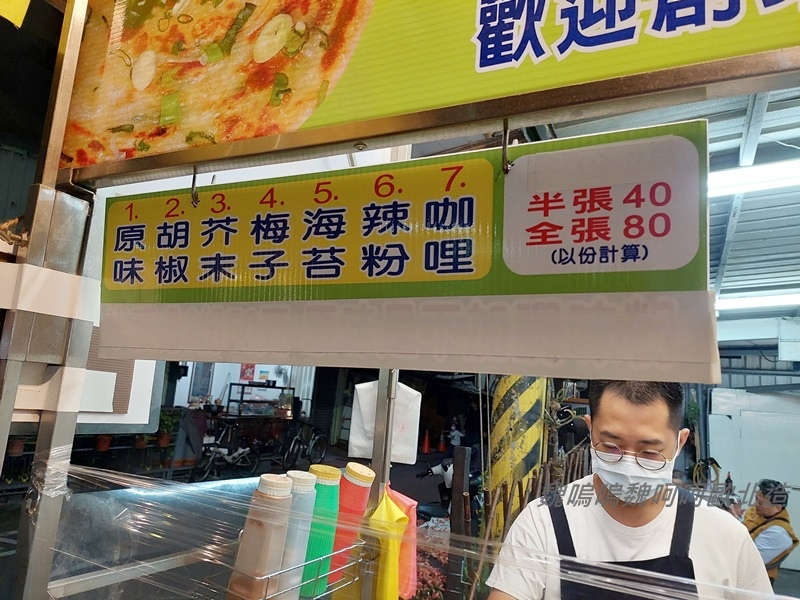 歡迎
1. 2. 3. 4. 5. 6. 7.
原味 胡椒 芥末 梅子 海苔 辣粉 咖哩
半張 40
全張 80
(以份計算)